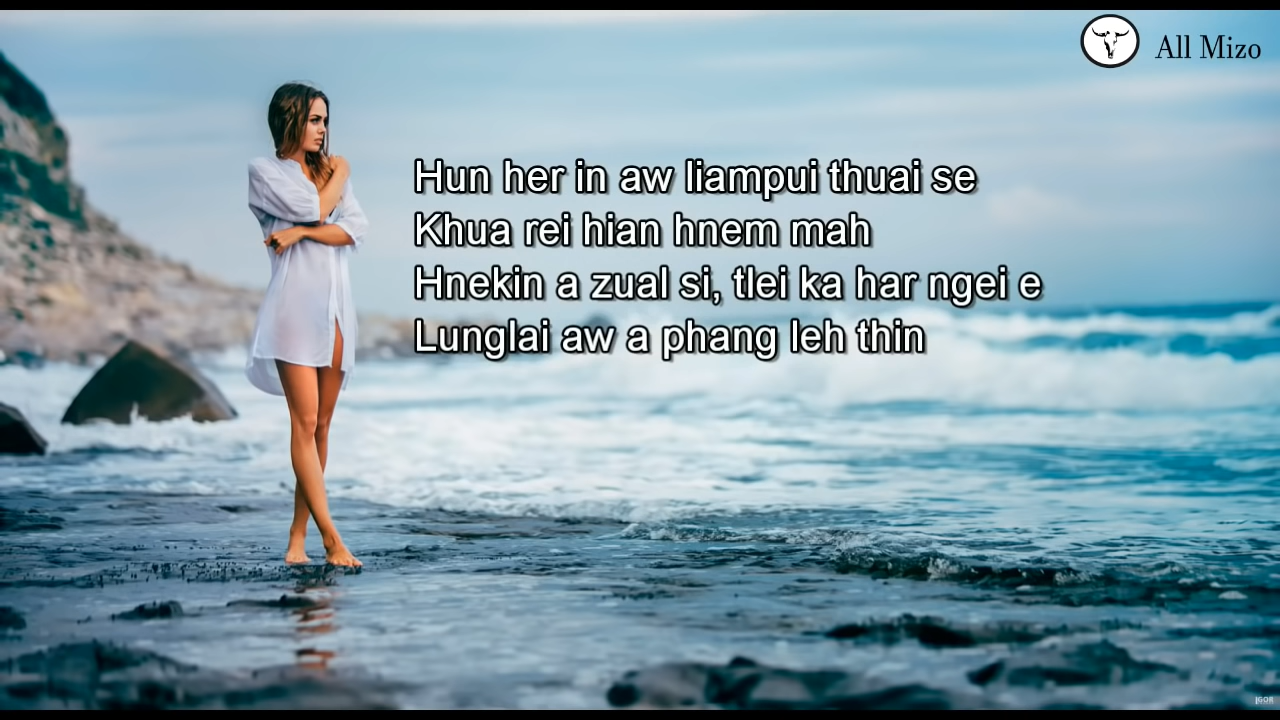 All Mizo
Hun her in aw liampui thuai se
Khua rei hian hnem mah
Hnekin a zual si, tlei ka har ngei e
Lunglai aw a phang leh thin
IGOR